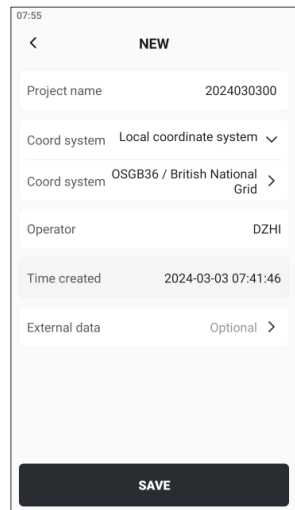 07:55
NEW
Project name 2024030300
Coord system Local coordinate system
Coord system OSGB36 / British National
Grid
Operator DZHI
Time created 2024-03-03 07:41:46
External data Optional
SAVE